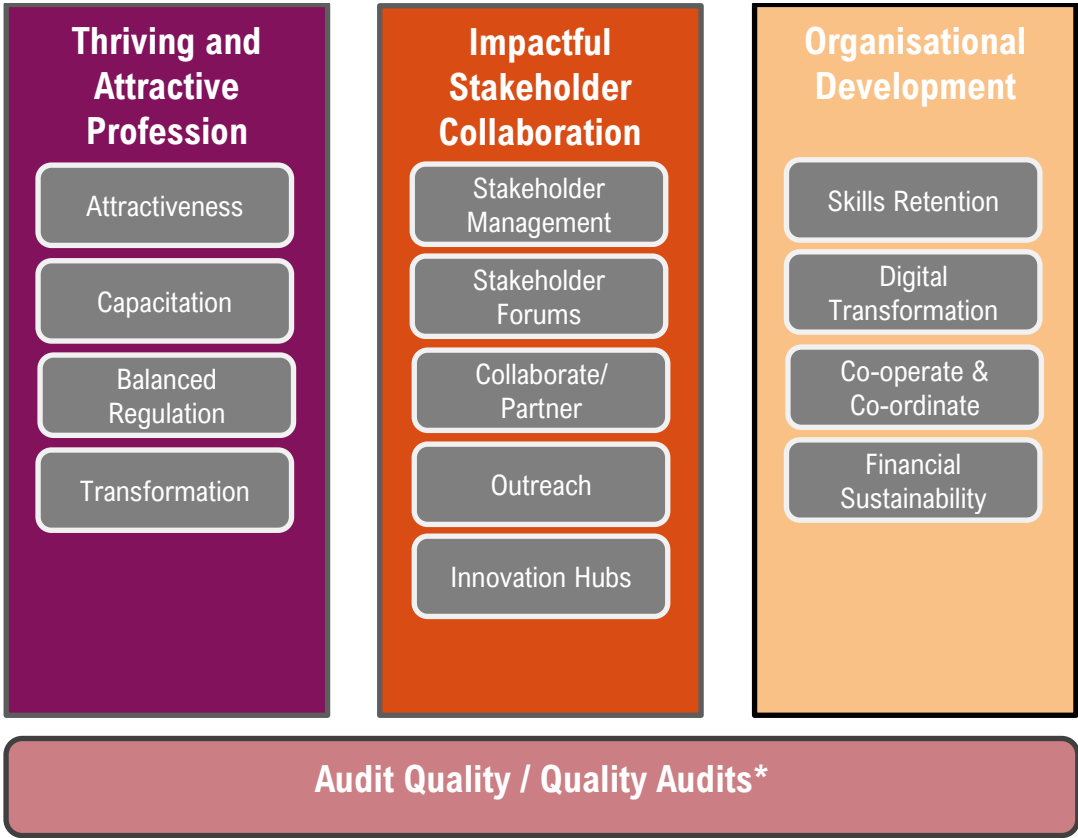 Thriving and
Attractive
Profession
Attractiveness
Capacitation
Balanced
Regulation
Transformation
Impactful
Stakeholder
Collaboration
Stakeholder
Management
Stakeholder
Forums
Collaborate/
Partner
Outreach
Innovation Hubs
Organisational
Development
Skills Retention
Digital
Transformation
Co-operate &
Co-ordinate
Financial
Sustainability
Audit Quality / Quality Audits*